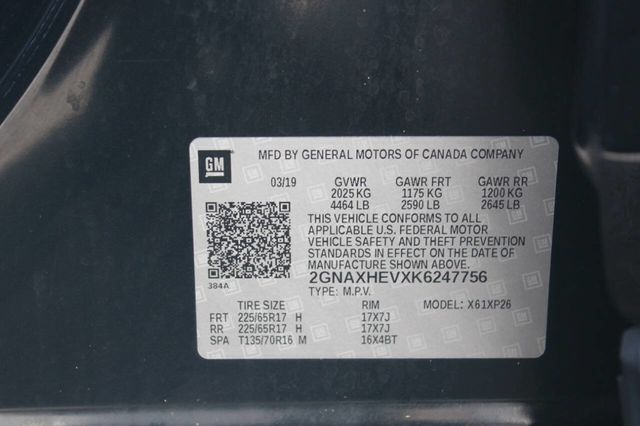 GM MFD BY GENERAL MOTORS OF CANADA COMPANY
03/19 GVWR GAWR FRT GAWR RR
2025 KG 1175 KG 1200 KG
4464 LB 2590 LB 2645 LB
THIS VEHICLE CONFORMS TO ALL
APPLICABLE U.S. FEDERAL MOTOR
VEHICLE SAFETY AND THEFT PREVENTION
STANDARDS IN EFFECT ON THE DATE OF
MANUFACTURE SHOWN ABOVE.
384A 2GNAXHEVXK6247756
TYPE: M.P.V.
TIRE SIZE RIM MODEL: X61XP26
FRT 225/65R17 H 17X7J
RR 225/65R17 H 17X7J
SPA T135/70R16 M 16X4BT